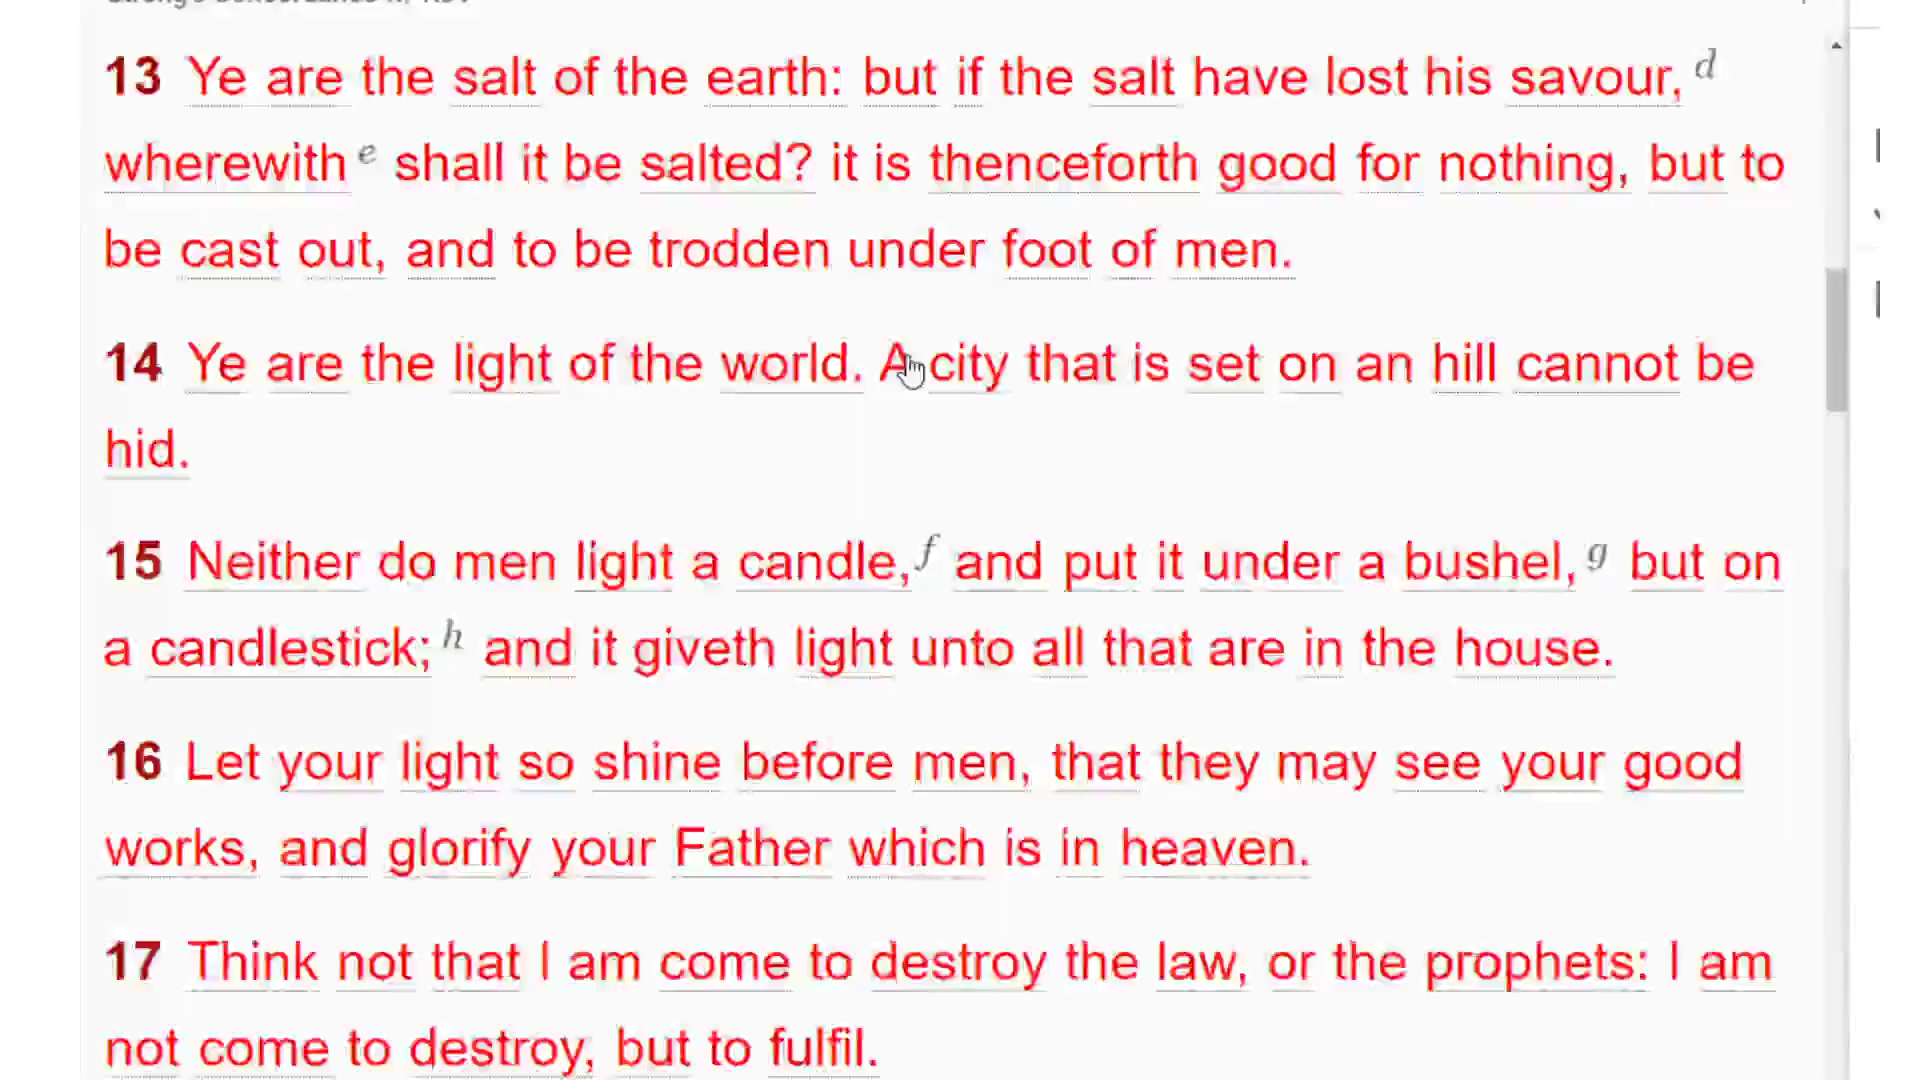 13 Ye are the salt of the earth: but if the salt have lost his savour, d
wherewith e shall it be salted? it is thenceforth good for nothing, but to
be cast out, and to be trodden under foot of men.
14 Ye are the light of the world. A city that is set on an hill cannot be
hid.
15 Neither do men light a candle, f and put it under a bushel, g but on
a candlestick; h and it giveth light unto all that are in the house.
16 Let your light so shine before men, that they may see your good
works, and glorify your Father which is in heaven.
17 Think not that I am come to destroy the law, or the prophets: I am
not come to destroy, but to fulfil.